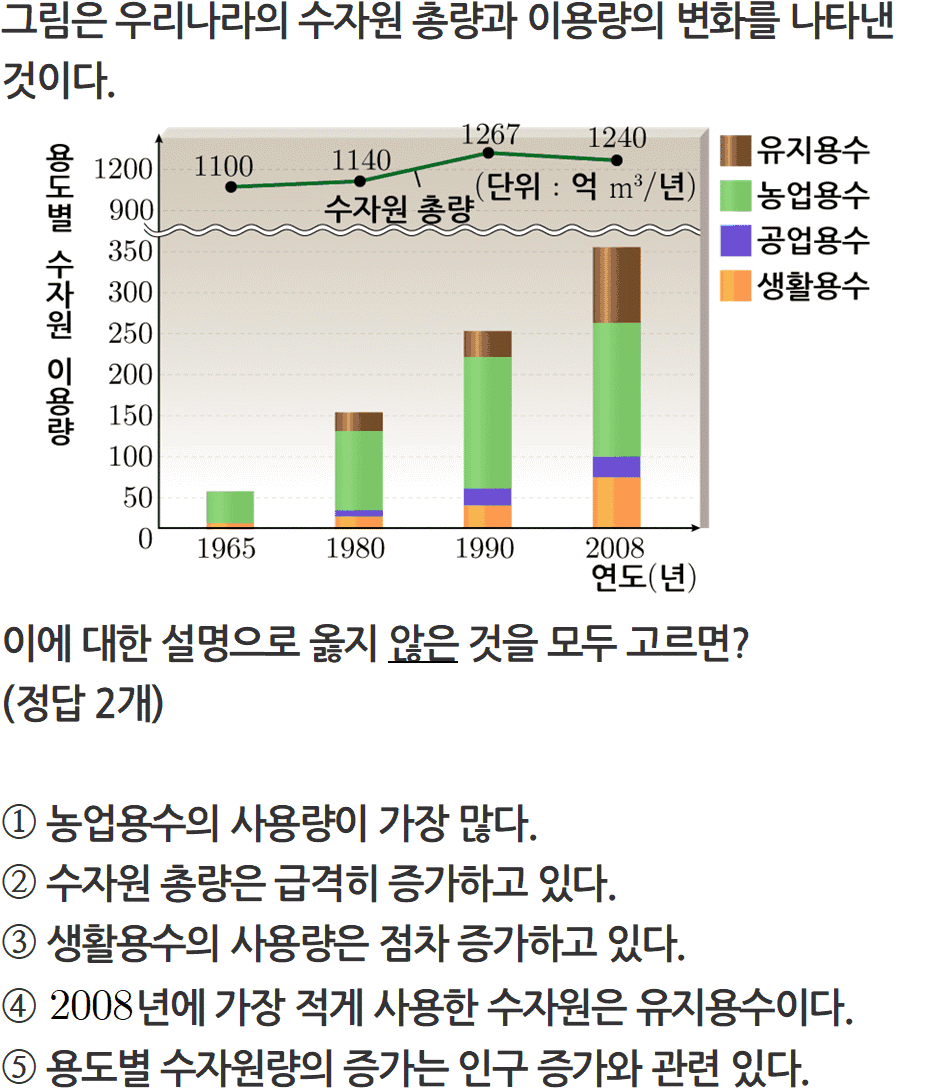 그림은 우리나라의 수자원 총량과 이용량의 변화를 나타낸
것이다.
용도별 수자원 이용량
1200
900
350
300
250
200
150
100
50
0
1100
1140
1267
1240
수자원 총량
(단위 : 억 m³/년)
유지용수
농업용수
공업용수
생활용수
1965
1980
1990
2008
연도(년)
이에 대한 설명으로 옳지 않은 것을 모두 고르면?
(정답 2개)
① 농업용수의 사용량이 가장 많다.
② 수자원 총량은 급격히 증가하고 있다.
③ 생활용수의 사용량은 점차 증가하고 있다.
④ 2008년에 가장 적게 사용한 수자원은 유지용수이다.
⑤ 용도별 수자원량의 증가는 인구 증가와 관련 있다.